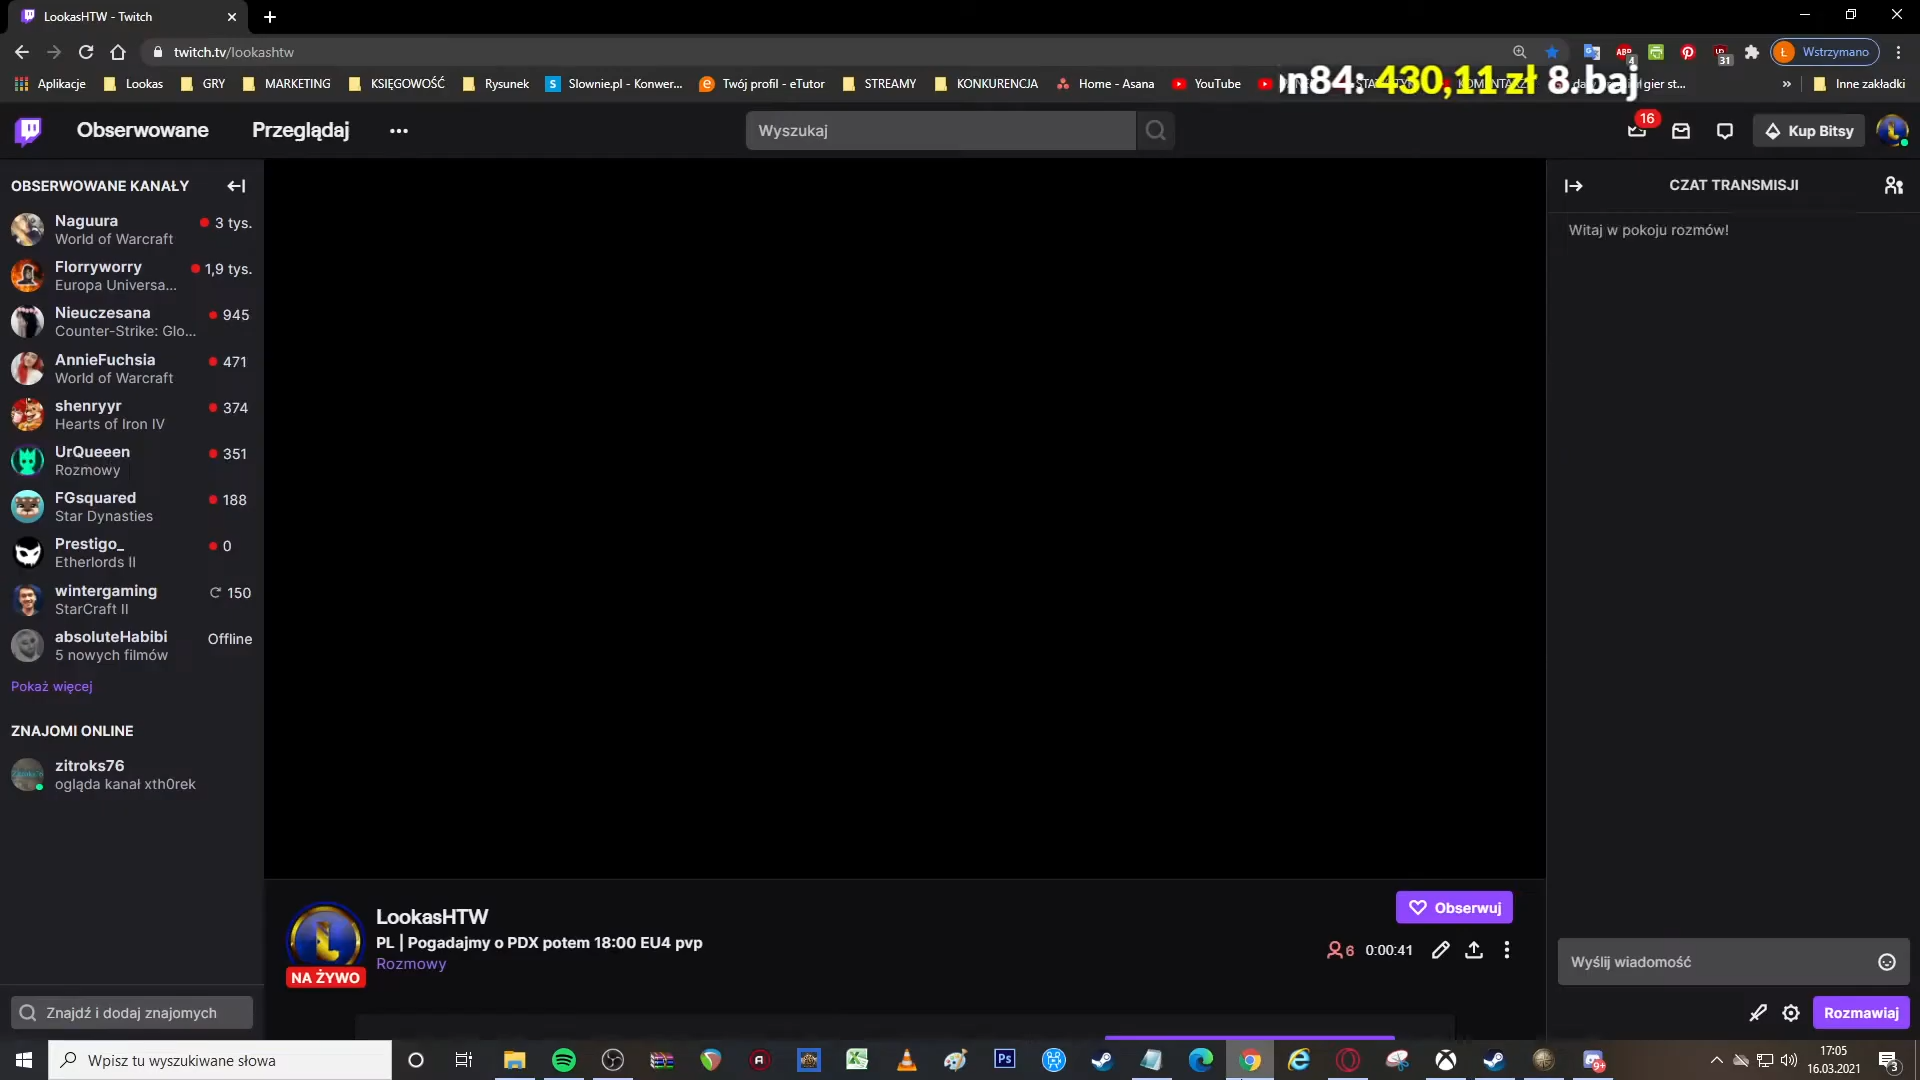 LookasHTW - Twitch
twitch.tv/lookashtw
Wstrzymano
Aplikacje Lookas GRY MARKETING KSIĘGOWOŚĆ Rysunek Slownie.pl - Konwer... Twój profil - eTutor STREAMY KONKURENCJA Home - Asana YouTube gier st... » Inne zakładki
n84: 430,11 zł 8.baj
Obserwowane Przeglądaj
Wyszukaj
16
Kup Bitsy
OBSERWOWANE KANAŁY
Naguura 3 tys.
World of Warcraft
Florryworry 1,9 tys.
Europa Universa...
Nieuczesana 945
Counter-Strike: Glo...
AnnieFuchsia 471
World of Warcraft
shenryyr 374
Hearts of Iron IV
UrQueeen 351
Rozmowy
FGsquared 188
Star Dynasties
Prestigo_ 0
Etherlords II
wintergaming 150
StarCraft II
absoluteHabibi Offline
5 nowych filmów
Pokaż więcej
ZNAJOMI ONLINE
zitroks76
ogląda kanał xth0rek
Znajdź i dodaj znajomych
LookasHTW
PL | Pogadajmy o PDX potem 18:00 EU4 pvp
Rozmowy
NA ŻYWO
Obserwuj
6 0:00:41
CZAT TRANSMISJI
Witaj w pokoju rozmów!
Wyślij wiadomość
Rozmawiaj
Wpisz tu wyszukiwane słowa
17:05
16.03.2021